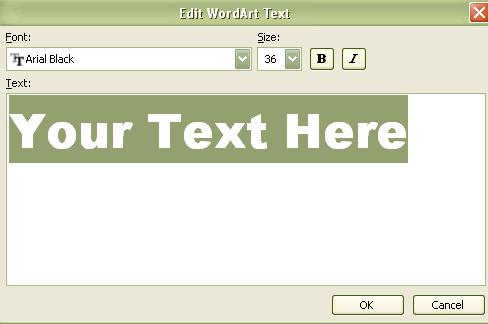 Edit WordArt Text
Font: Size:
Arial Black 36 B I
Text:
Your Text Here
OK Cancel